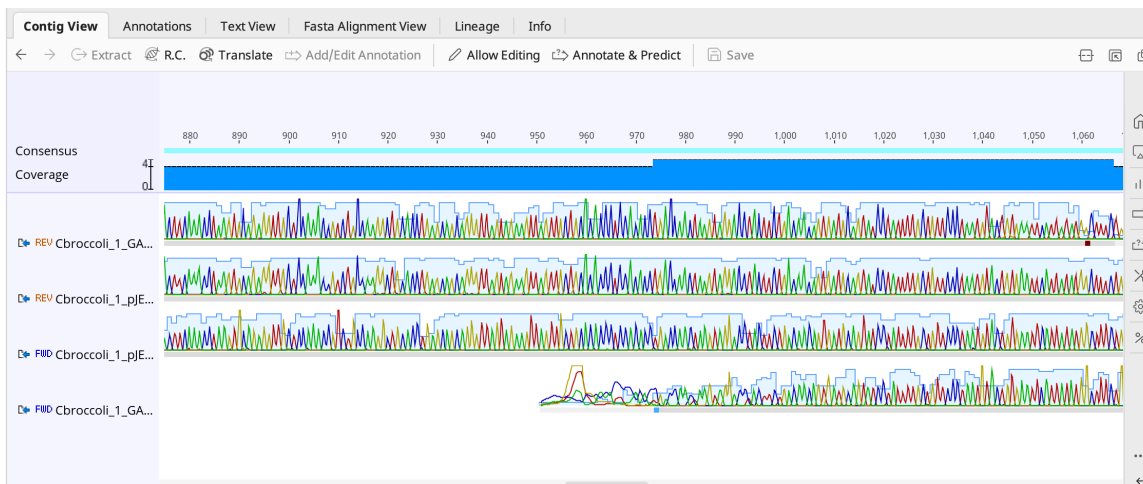 Contig View Annotations Text View Fasta Alignment View Lineage Info
Extract R.C. Translate Add/Edit Annotation Allow Editing Annotate & Predict Save
880 890 900 910 920 930 940 950 960 970 980 990 1,000 1,010 1,020 1,030 1,040 1,050 1,060
Consensus
4
Coverage
0
REV Cbroccoli_1_GA...
REV Cbroccoli_1_pJE...
FWD Cbroccoli_1_pJE...
FWD Cbroccoli_1_GA...